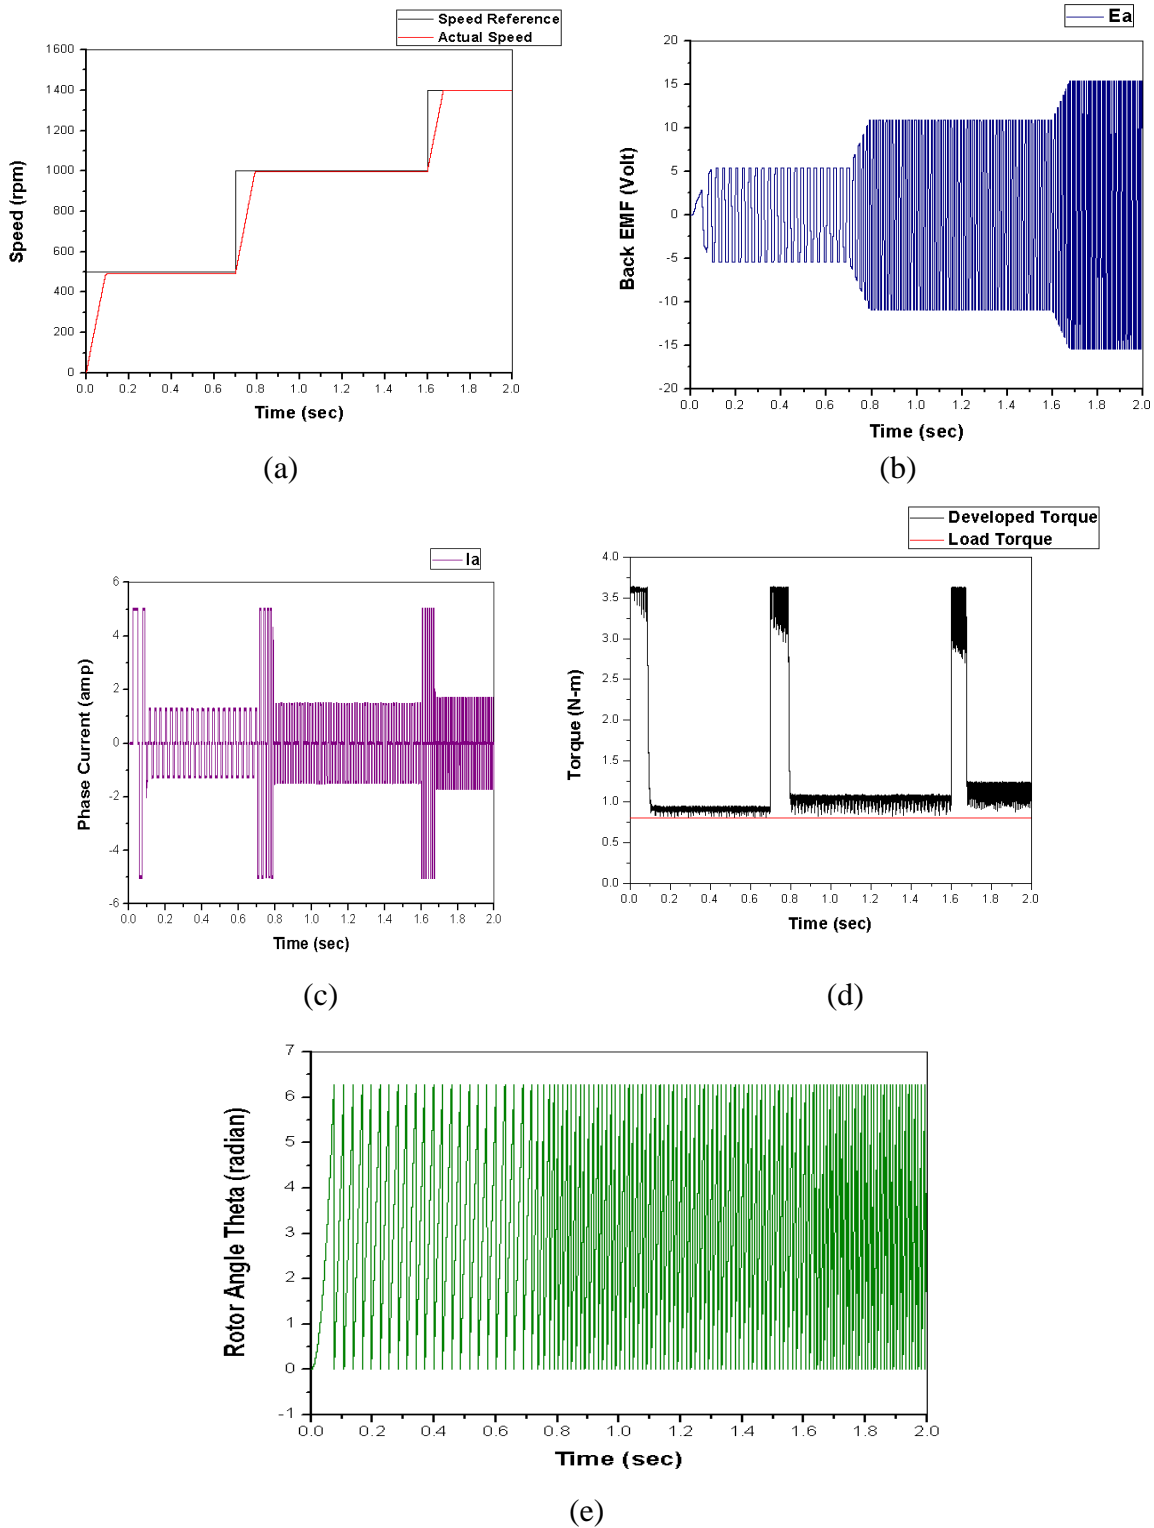 Speed Reference
Actual Speed
1600
1400
1200
1000
800
600
400
200
0
Speed (rpm)
0.0 0.2 0.4 0.6 0.8 1.0 1.2 1.4 1.6 1.8 2.0
Time (sec)
(a)
Ea
20
15
10
5
0
-5
-10
-15
-20
Back EMF (Volt)
0.0 0.2 0.4 0.6 0.8 1.0 1.2 1.4 1.6 1.8 2.0
Time (sec)
(b)
Ia
6
4
2
0
-2
-4
-6
Phase Current (amp)
0.0 0.2 0.4 0.6 0.8 1.0 1.2 1.4 1.6 1.8 2.0
Time (sec)
(c)
Developed Torque
Load Torque
4.0
3.5
3.0
2.5
2.0
1.5
1.0
0.5
0.0
Torque (N-m)
0.0 0.2 0.4 0.6 0.8 1.0 1.2 1.4 1.6 1.8 2.0
Time (sec)
(d)
7
6
5
4
3
2
1
0
-1
Rotor Angle Theta (radian)
0.0 0.2 0.4 0.6 0.8 1.0 1.2 1.4 1.6 1.8 2.0
Time (sec)
(e)